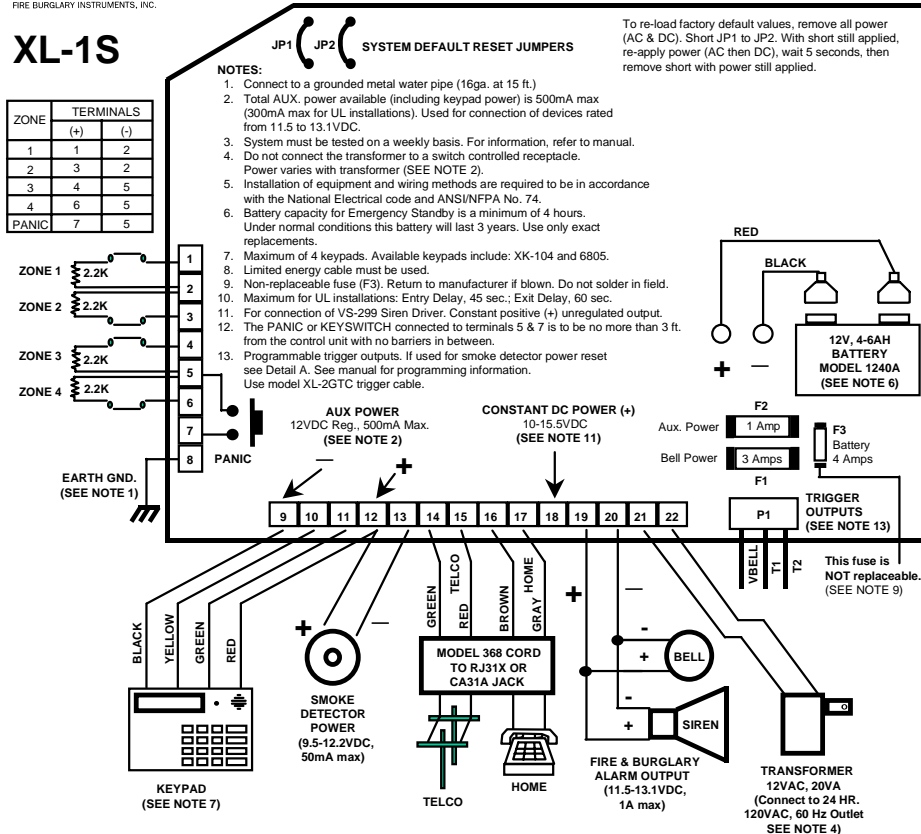 FIRE BURGLARY INSTRUMENTS, INC.
XL-1S
JP1 JP2 SYSTEM DEFAULT RESET JUMPERS
To re-load factory default values, remove all power
(AC & DC). Short JP1 to JP2. With short still applied,
re-apply power (AC then DC), wait 5 seconds, then
remove short with power still applied.
ZONE TERMINALS
(+) (-)
1 1 2
2 3 2
3 4 5
4 6 5
PANIC 7 5
NOTES:
1. Connect to a grounded metal water pipe (16ga. at 15 ft.)
2. Total AUX. power available (including keypad power) is 500mA max
(300mA max for UL installations). Used for connection of devices rated
from 11.5 to 13.1VDC.
3. System must be tested on a weekly basis. For information, refer to manual.
4. Do not connect the transformer to a switch controlled receptacle.
Power varies with transformer (SEE NOTE 2).
5. Installation of equipment and wiring methods are required to be in accordance
with the National Electrical code and ANSI/NFPA No. 74.
6. Battery capacity for Emergency Standby is a minimum of 4 hours.
Under normal conditions this battery will last 3 years. Use only exact
replacements.
7. Maximum of 4 keypads. Available keypads include: XK-104 and 6805.
8. Limited energy cable must be used.
9. Non-replaceable fuse (F3). Return to manufacturer if blown. Do not solder in field.
10. Maximum for UL installations: Entry Delay, 45 sec.; Exit Delay, 60 sec.
11. For connection of VS-299 Siren Driver. Constant positive (+) unregulated output.
12. The PANIC or KEYSWITCH connected to terminals 5 & 7 is to be no more than 3 ft.
from the control unit with no barriers in between.
13. Programmable trigger outputs. If used for smoke detector power reset
see Detail A. See manual for programming information.
Use model XL-2GTC trigger cable.
ZONE 1 2.2K
ZONE 2 2.2K
ZONE 3 2.2K
ZONE 4 2.2K
1
2
3
4
5
6
7
8
PANIC
EARTH GND.
(SEE NOTE 1)
RED
BLACK
+ −
12V, 4-6AH
BATTERY
MODEL 1240A
(SEE NOTE 6)
F2
Aux. Power 1 Amp
Bell Power 3 Amps
F1
F3
Battery
4 Amps
P1
TRIGGER
OUTPUTS
(SEE NOTE 13)
VBELL
T1
T2
This fuse is
NOT replaceable.
(SEE NOTE 9)
AUX POWER
12VDC Reg., 500mA Max.
(SEE NOTE 2)
− +
CONSTANT DC POWER (+)
10-15.5VDC
(SEE NOTE 11)
9 10 11 12 13 14 15 16 17 18 19 20 21 22
BLACK
YELLOW
GREEN
RED
KEYPAD
(SEE NOTE 7)
+ −
SMOKE
DETECTOR
POWER
(9.5-12.2VDC,
50mA max)
GREEN
TELCO
RED
BROWN
HOME
GRAY
MODEL 368 CORD
TO RJ31X OR
CA31A JACK
TELCO
HOME
+ −
-
+ BELL
-
+ SIREN
FIRE & BURGLARY
ALARM OUTPUT
(11.5-13.1VDC,
1A max)
TRANSFORMER
12VAC, 20VA
(Connect to 24 HR.
120VAC, 60 Hz Outlet
SEE NOTE 4)